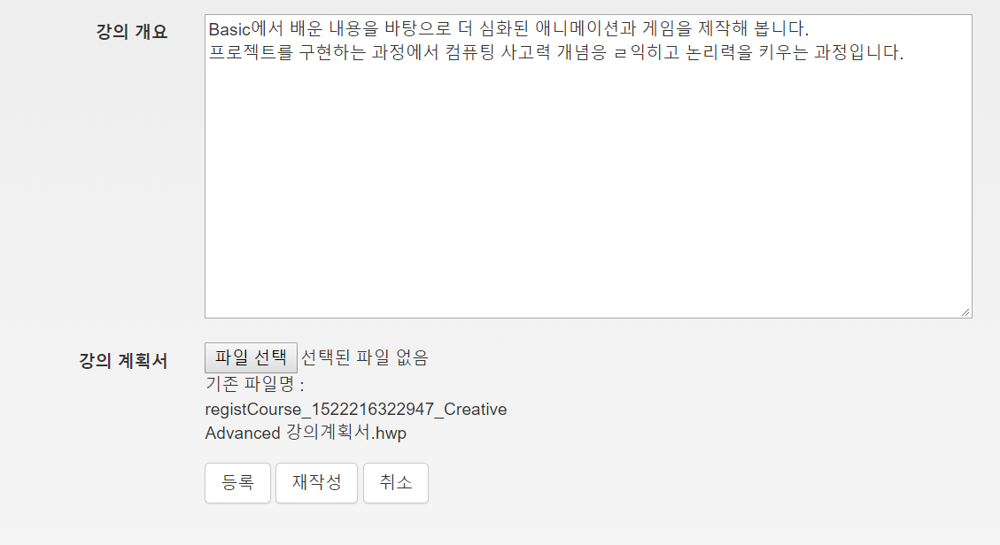 강의 개요
Basic에서 배운 내용을 바탕으로 더 심화된 애니메이션과 게임을 제작해 봅니다.
프로젝트를 구현하는 과정에서 컴퓨팅 사고력 개념응 ㄹ익히고 논리력을 키우는 과정입니다.
강의 계획서
파일 선택 선택된 파일 없음
기존 파일명 :
registCourse_1522216322947_Creative
Advanced 강의계획서.hwp
등록 재작성 취소